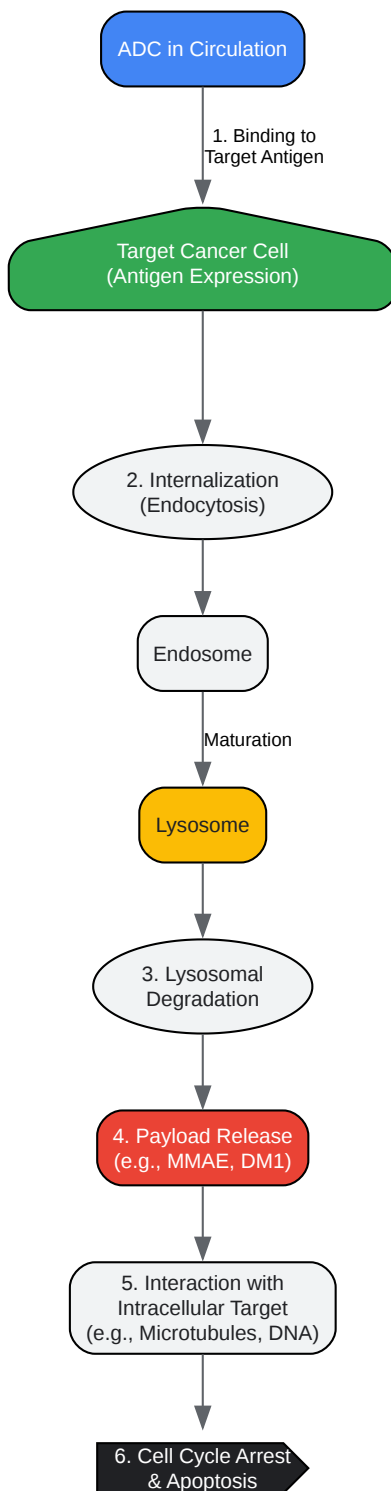 ADC in Circulation
1. Binding to
Target Antigen
Target Cancer Cell
(Antigen Expression)
2. Internalization
(Endocytosis)
Endosome
Maturation
Lysosome
3. Lysosomal
Degradation
4. Payload Release
(e.g., MMAE, DM1)
5. Interaction with
Intracellular Target
(e.g., Microtubules, DNA)
6. Cell Cycle Arrest
& Apoptosis